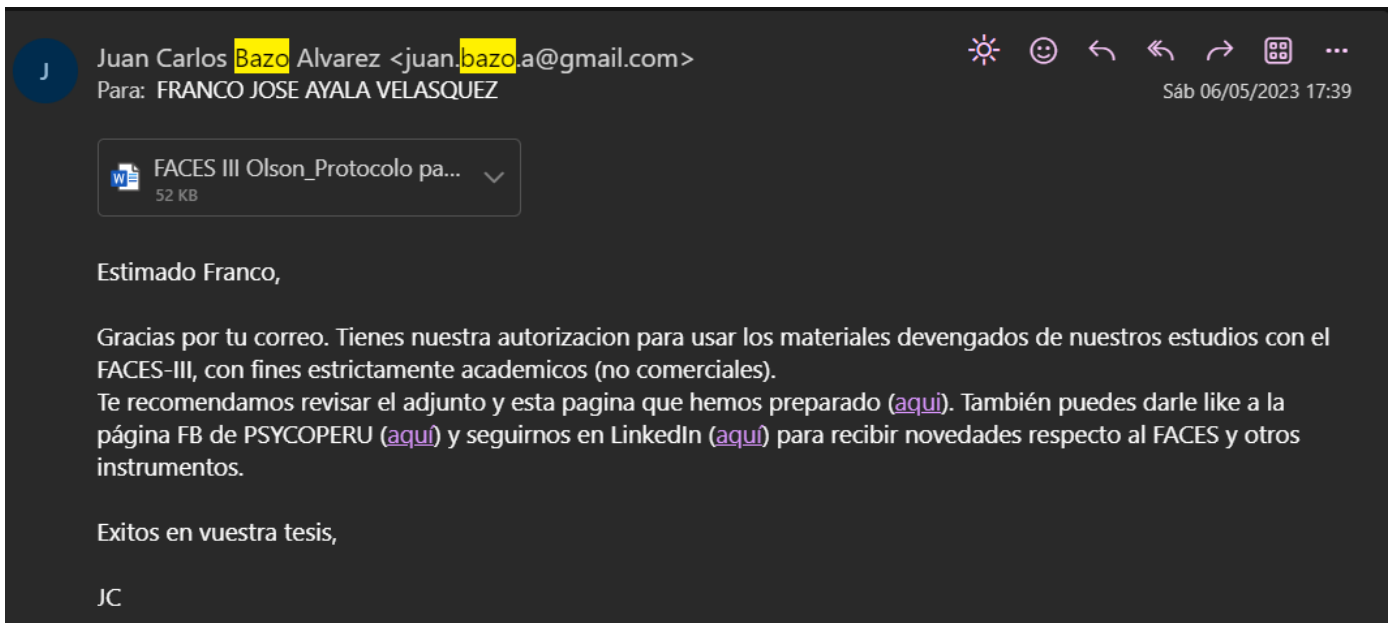 J
Juan Carlos Bazo Alvarez <juan.bazo.a@gmail.com>
Para: FRANCO JOSE AYALA VELASQUEZ
Sáb 06/05/2023 17:39
FACES III Olson_Protocolo pa...
52 KB
Estimado Franco,
Gracias por tu correo. Tienes nuestra autorizacion para usar los materiales devengados de nuestros estudios con el
FACES-III, con fines estrictamente academicos (no comerciales).
Te recomendamos revisar el adjunto y esta pagina que hemos preparado (aqui). También puedes darle like a la
página FB de PSYCOPERU (aquí) y seguirnos en LinkedIn (aquí) para recibir novedades respecto al FACES y otros
instrumentos.
Exitos en vuestra tesis,
JC